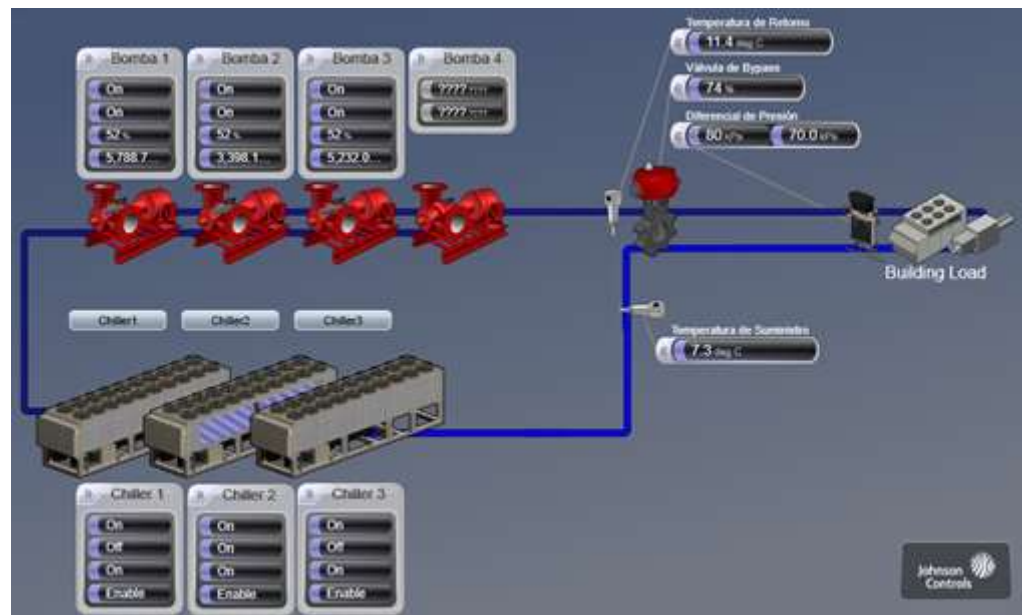 Bomba 1
On
On
52 %
5,788.7...
Bomba 2
On
On
52 %
3,398.1...
Bomba 3
On
On
52 %
5,232.0...
Bomba 4
????
????
Temperatura de Retorno
11.4 deg C
Válvula de Bypass
74 %
Diferencial de Presión
80 kPa
70.0 kPa
Building Load
Temperatura de Suministro
7.3 deg C
Chiller1
Chiller2
Chiller3
Chiller 1
On
Off
On
Enable
Chiller 2
On
On
On
Enable
Chiller 3
On
Off
On
Enable
Johnson
Controls